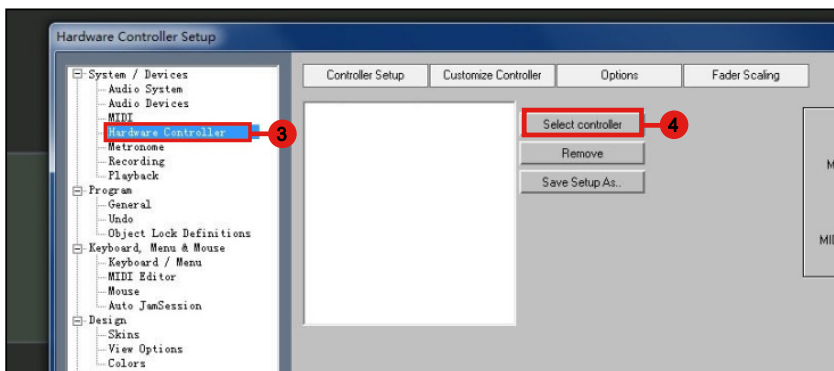 Hardware Controller Setup
System / Devices
Audio System
Audio Devices
MIDI
Hardware Controller
3
Metronome
Recording
Playback
Program
General
Undo
Object Lock Definitions
Keyboard, Menu & Mouse
Keyboard / Menu
MIDI Editor
Mouse
Auto JamSession
Design
Skins
View Options
Colors
Controller Setup
Customize Controller
Options
Fader Scaling
Select controller
4
Remove
Save Setup As..
M
MID